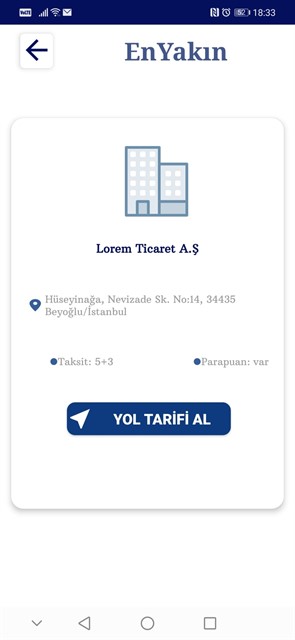 18:33
EnYakın
Lorem Ticaret A.Ş
Hüseyinağa, Nevizade Sk. No:14, 34435
Beyoğlu/İstanbul
Taksit: 5+3
Parapuan: var
YOL TARİFİ AL